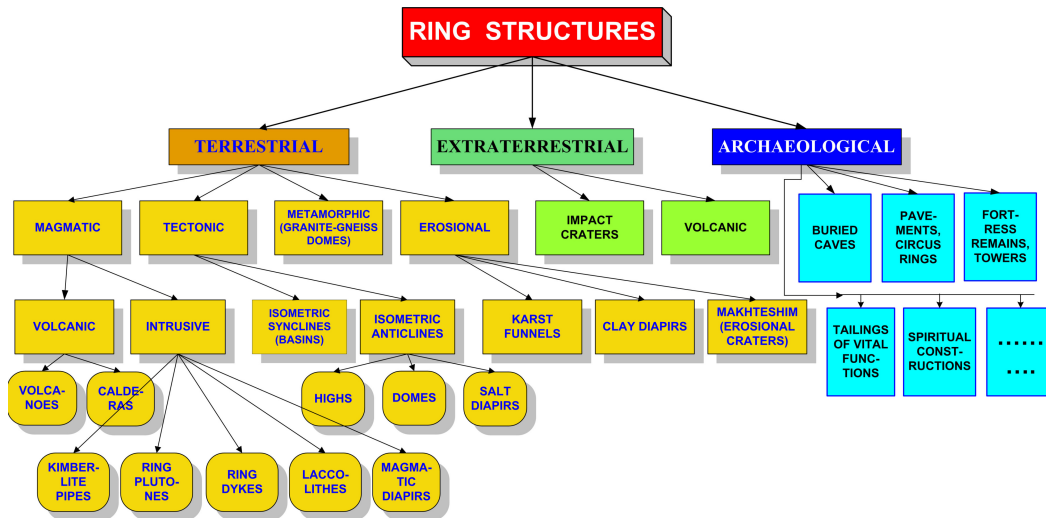 RING STRUCTURES
TERRESTRIAL
EXTRATERRESTRIAL
ARCHAEOLOGICAL
MAGMATIC
TECTONIC
METAMORPHIC
(GRANITE-GNEISS
DOMES)
EROSIONAL
IMPACT
CRATERS
VOLCANIC
BURIED
CAVES
PAVE-
MENTS,
CIRCUS
RINGS
FORT-
RESS
REMAINS,
TOWERS
VOLCANIC
INTRUSIVE
ISOMETRIC
SYNCLINES
(BASINS)
ISOMETRIC
ANTICLINES
KARST
FUNNELS
CLAY DIAPIRS
MAKHTESHIM
(EROSIONAL
CRATERS)
TAILINGS
OF VITAL
FUNC-
TIONS
SPIRITUAL
CONST-
RUCTIONS
......
....
VOLCA-
NOES
CALDE-
RAS
HIGHS
DOMES
SALT
DIAPIRS
KIMBER-
LITE
PIPES
RING
PLUTO-
NES
RING
DYKES
LACCO-
LITHES
MAGMA-
TIC
DIAPIRS